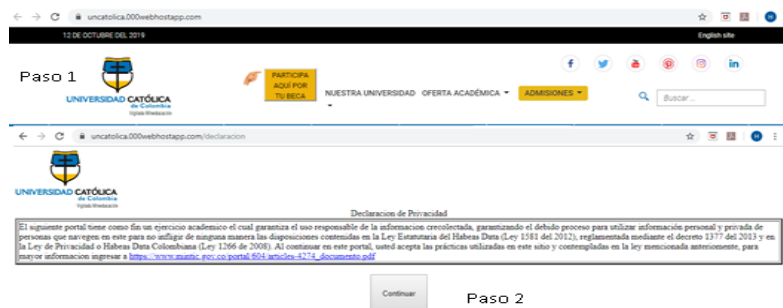 uncatolica.000webhostapp.com
12 DE OCTUBRE DEL 2019
English site
Paso 1
UNIVERSIDAD CATÓLICA
de Colombia
Vigilada Mineducación
PARTICIPA
AQUÍ POR
TU BECA
NUESTRA UNIVERSIDAD
OFERTA ACADÉMICA
ADMISIONES
Buscar ...
uncatolica.000webhostapp.com/declaracion
UNIVERSIDAD CATÓLICA
de Colombia
Vigilada Mineducación
Declaracion de Privacidad
El siguiente portal tiene como fin un ejercicio academico el cual garantiza el uso responsable de la informacion recolectada, garantizando el debido proceso para utilizar información personal y privada de
personas que navegen en este para no infligir de ninguna manera las disposiciones contenidas en la Ley Estatutaria del Habeas Data (Ley 1581 del 2012), reglamentada mediante el decreto 1377 del 2013 y en
la Ley de Privacidad o Habeas Data Colombiana (Ley 1266 de 2008). Al continuar en este portal, usted acepta las prácticas utilizadas en este sitio y contempladas en la ley mencionada anteriormente, para
mayor informacion ingresar a https://www.mintic.gov.co/portal/604/articles-4274_documento.pdf
Continuar
Paso 2